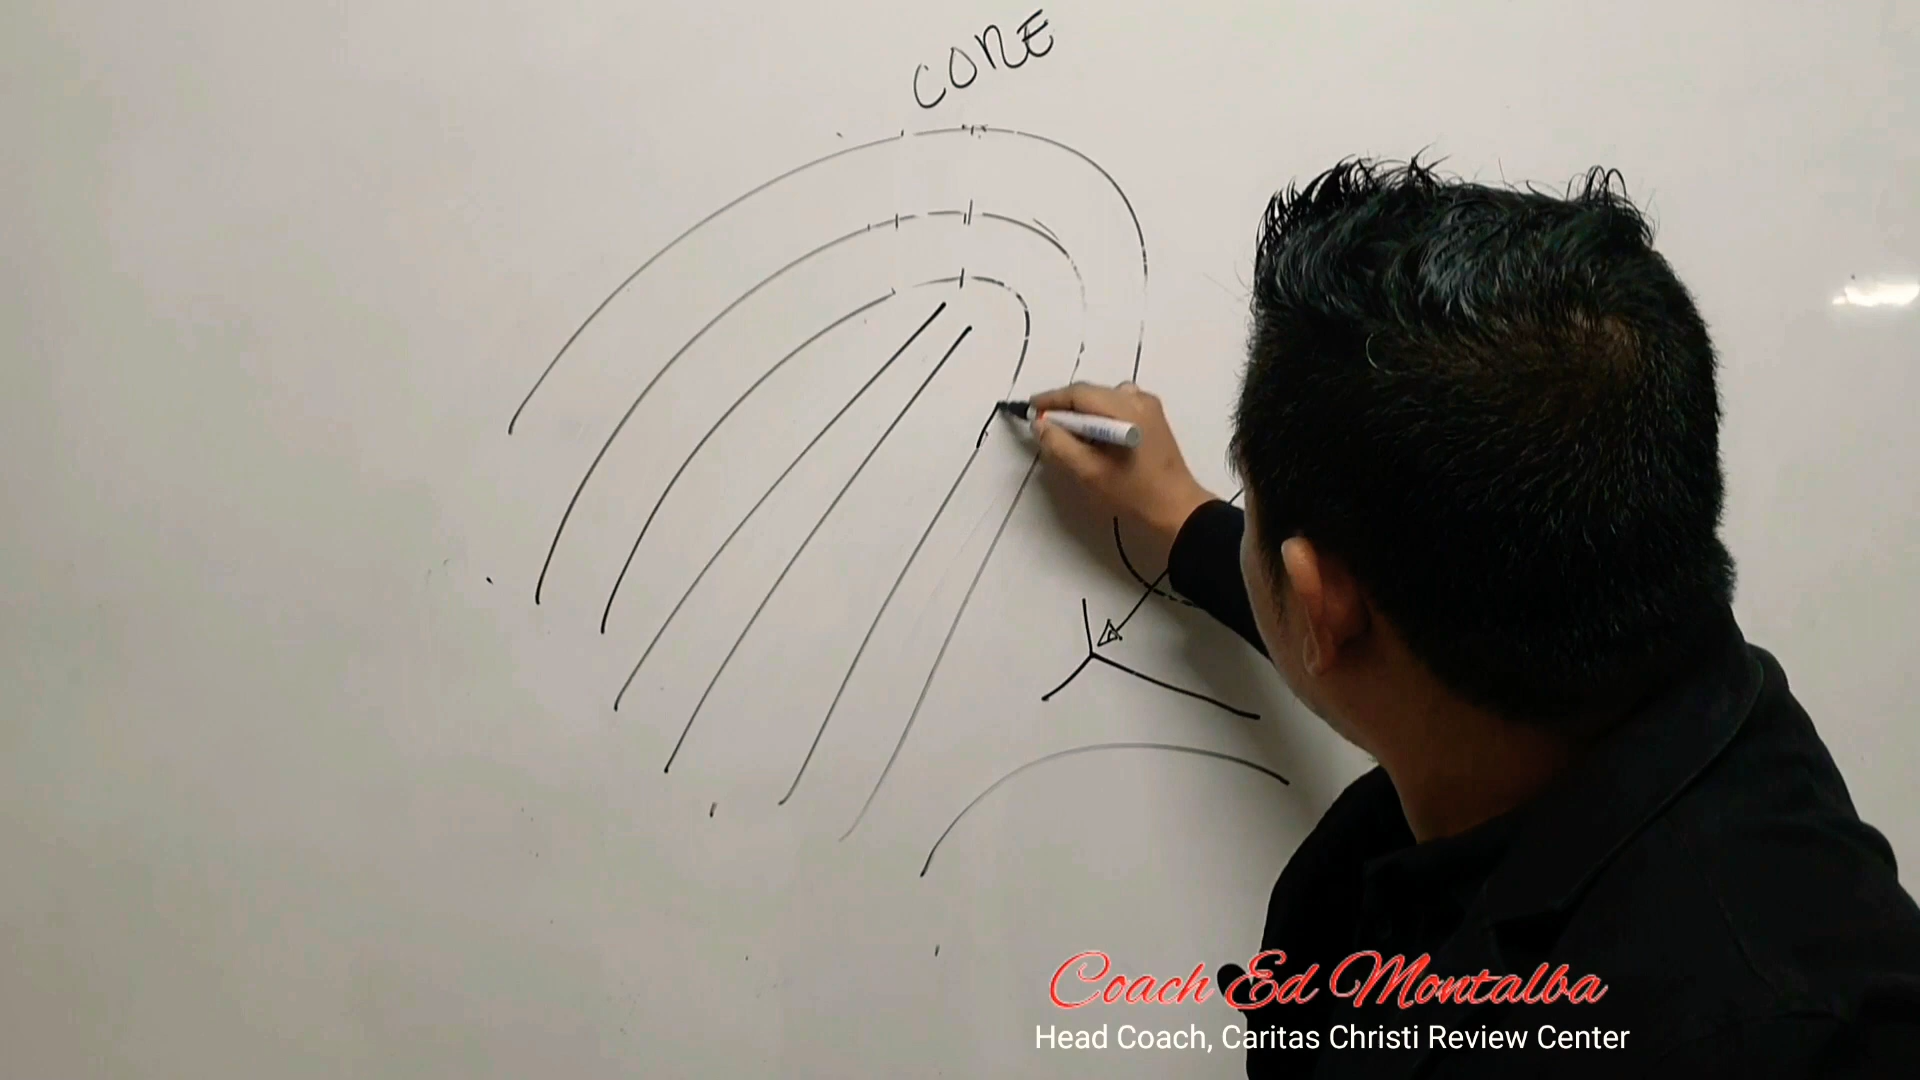 CORE
Coach Ed Montalba
Head Coach, Caritas Christi Review Center